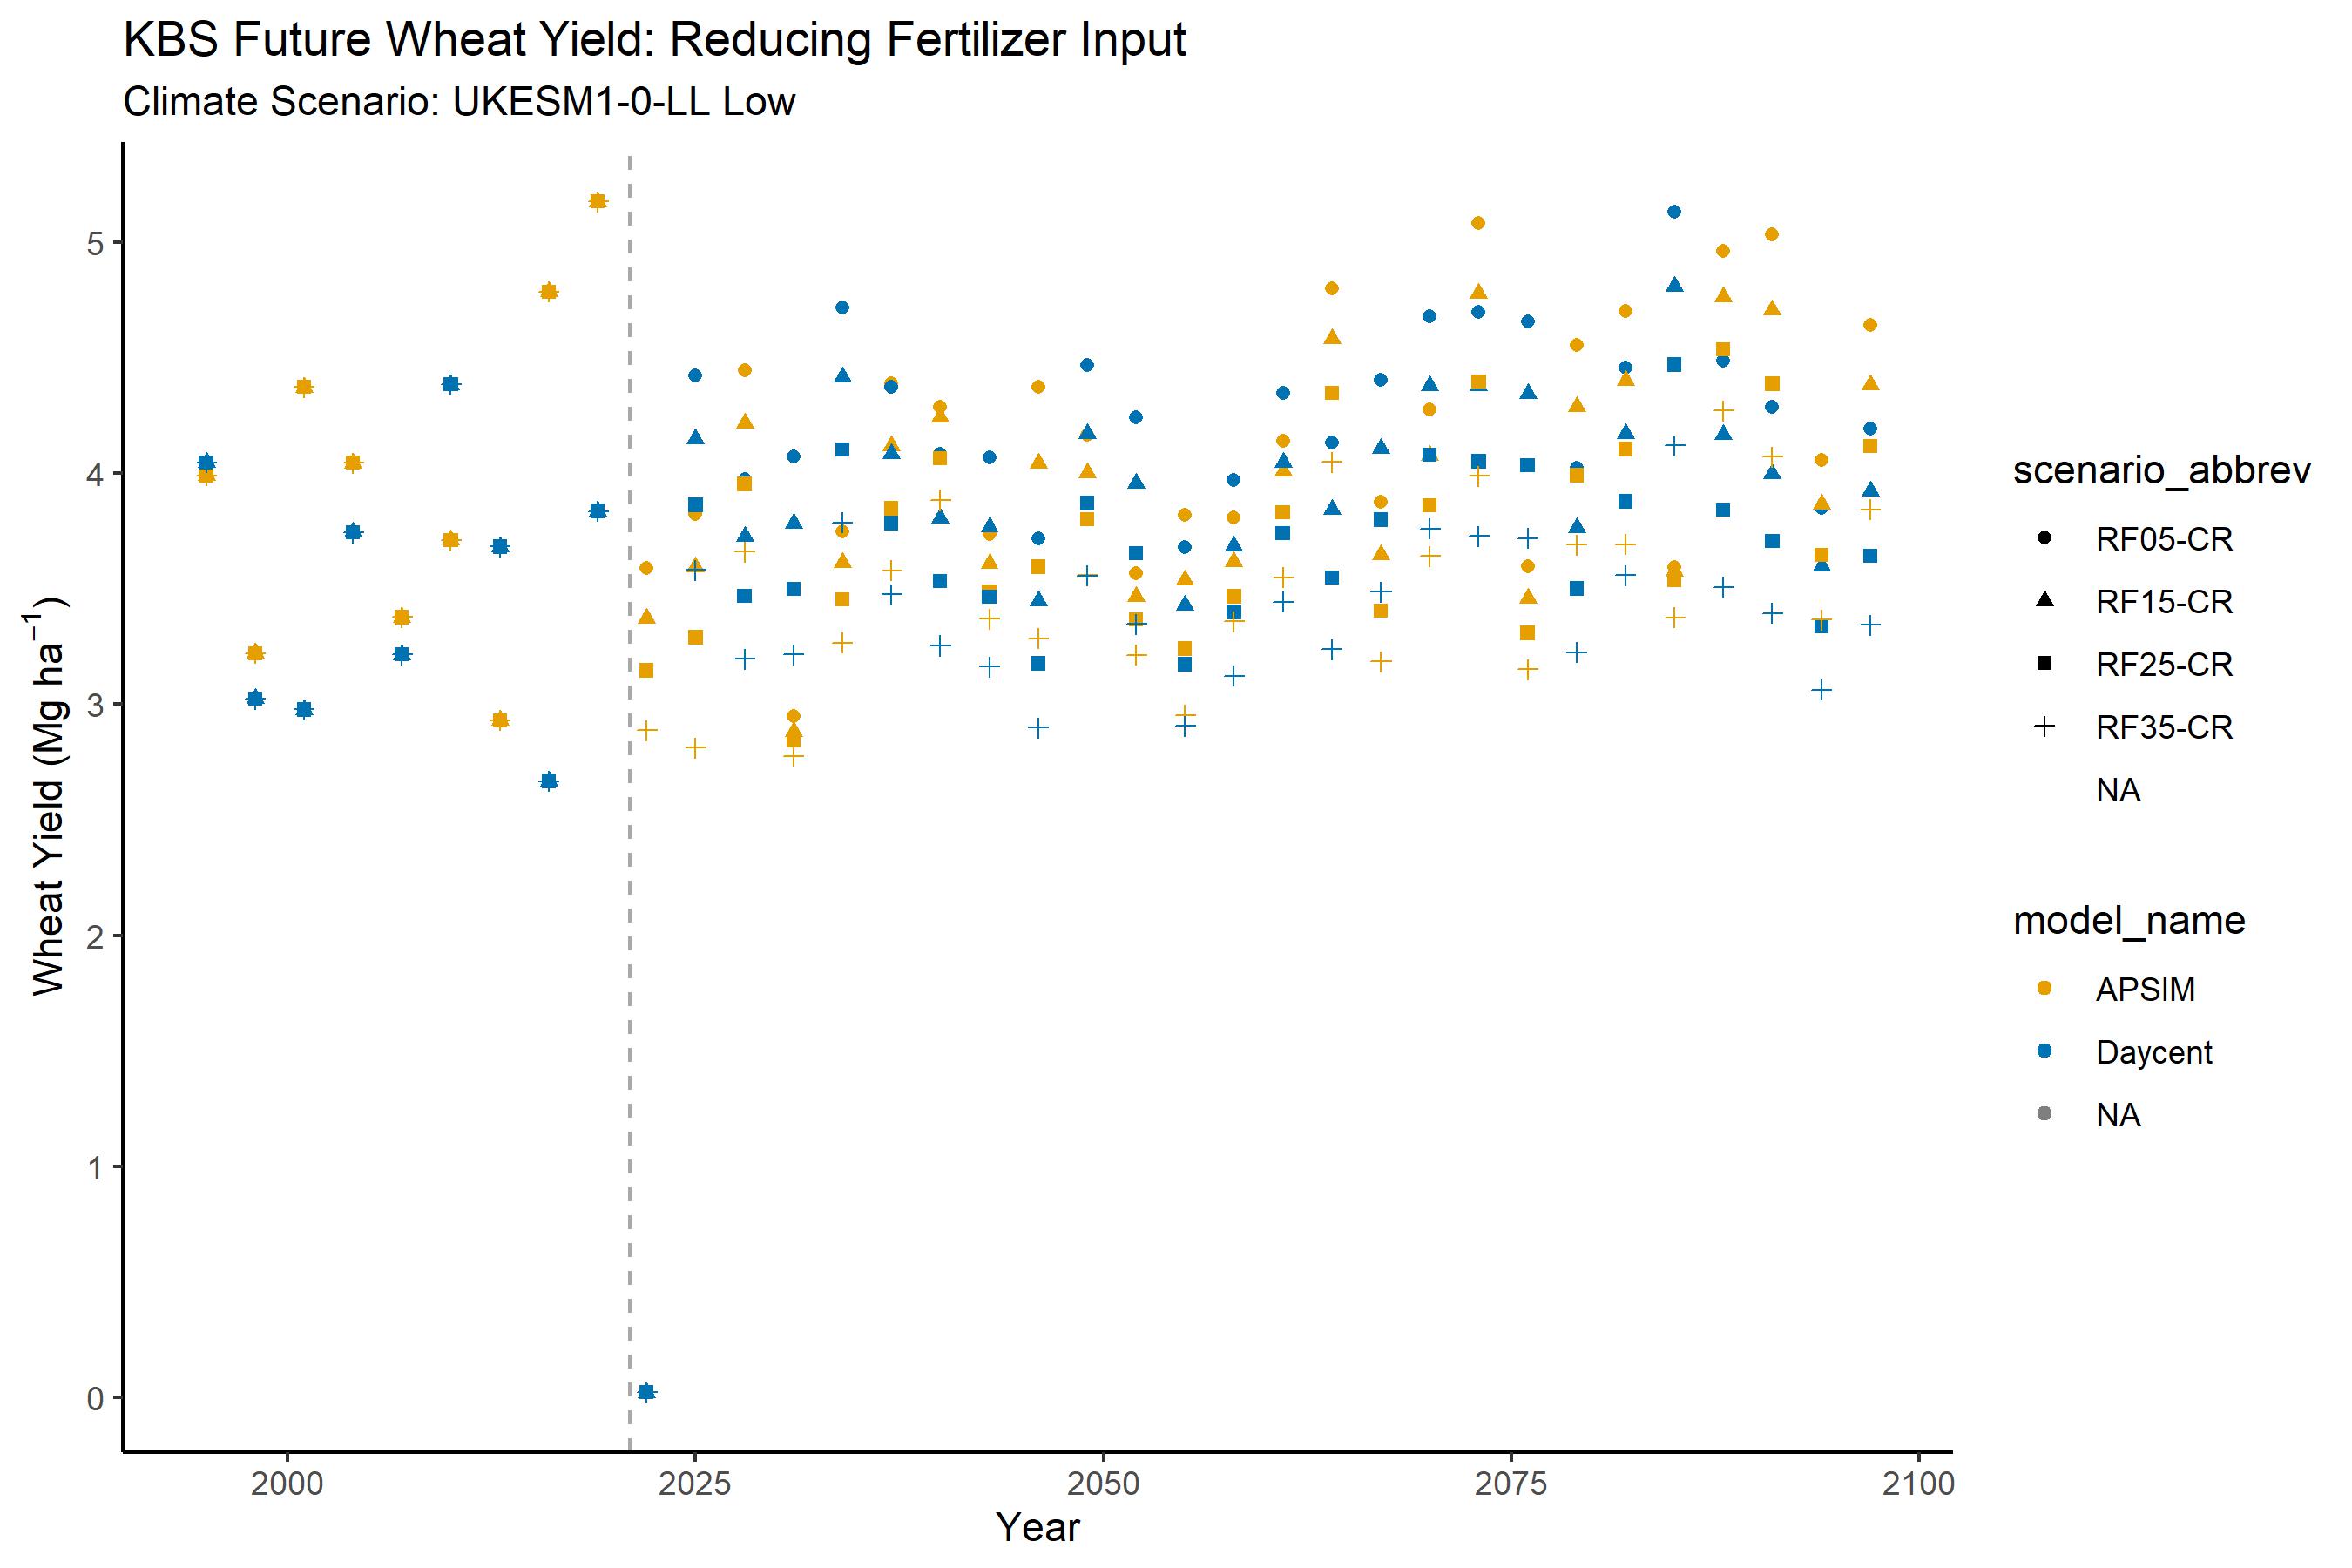 KBS Future Wheat Yield: Reducing Fertilizer Input
Climate Scenario: UKESM1-0-LL Low
Wheat Yield (Mg ha⁻¹)
5
4
3
2
1
0
2000
2025
2050
2075
2100
Year
scenario_abbrev
RF05-CR
RF15-CR
RF25-CR
RF35-CR
NA
model_name
APSIM
Daycent
NA